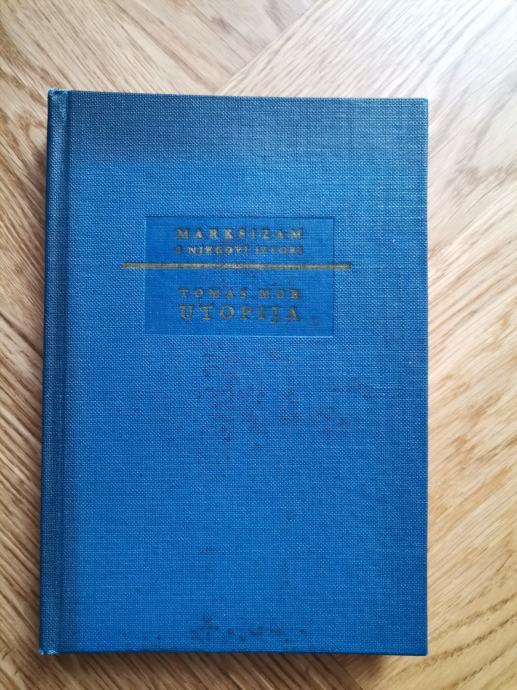 MARKSIZAM
I NJEGOVI IZVORI
TOMAS MOR
UTOPIJA